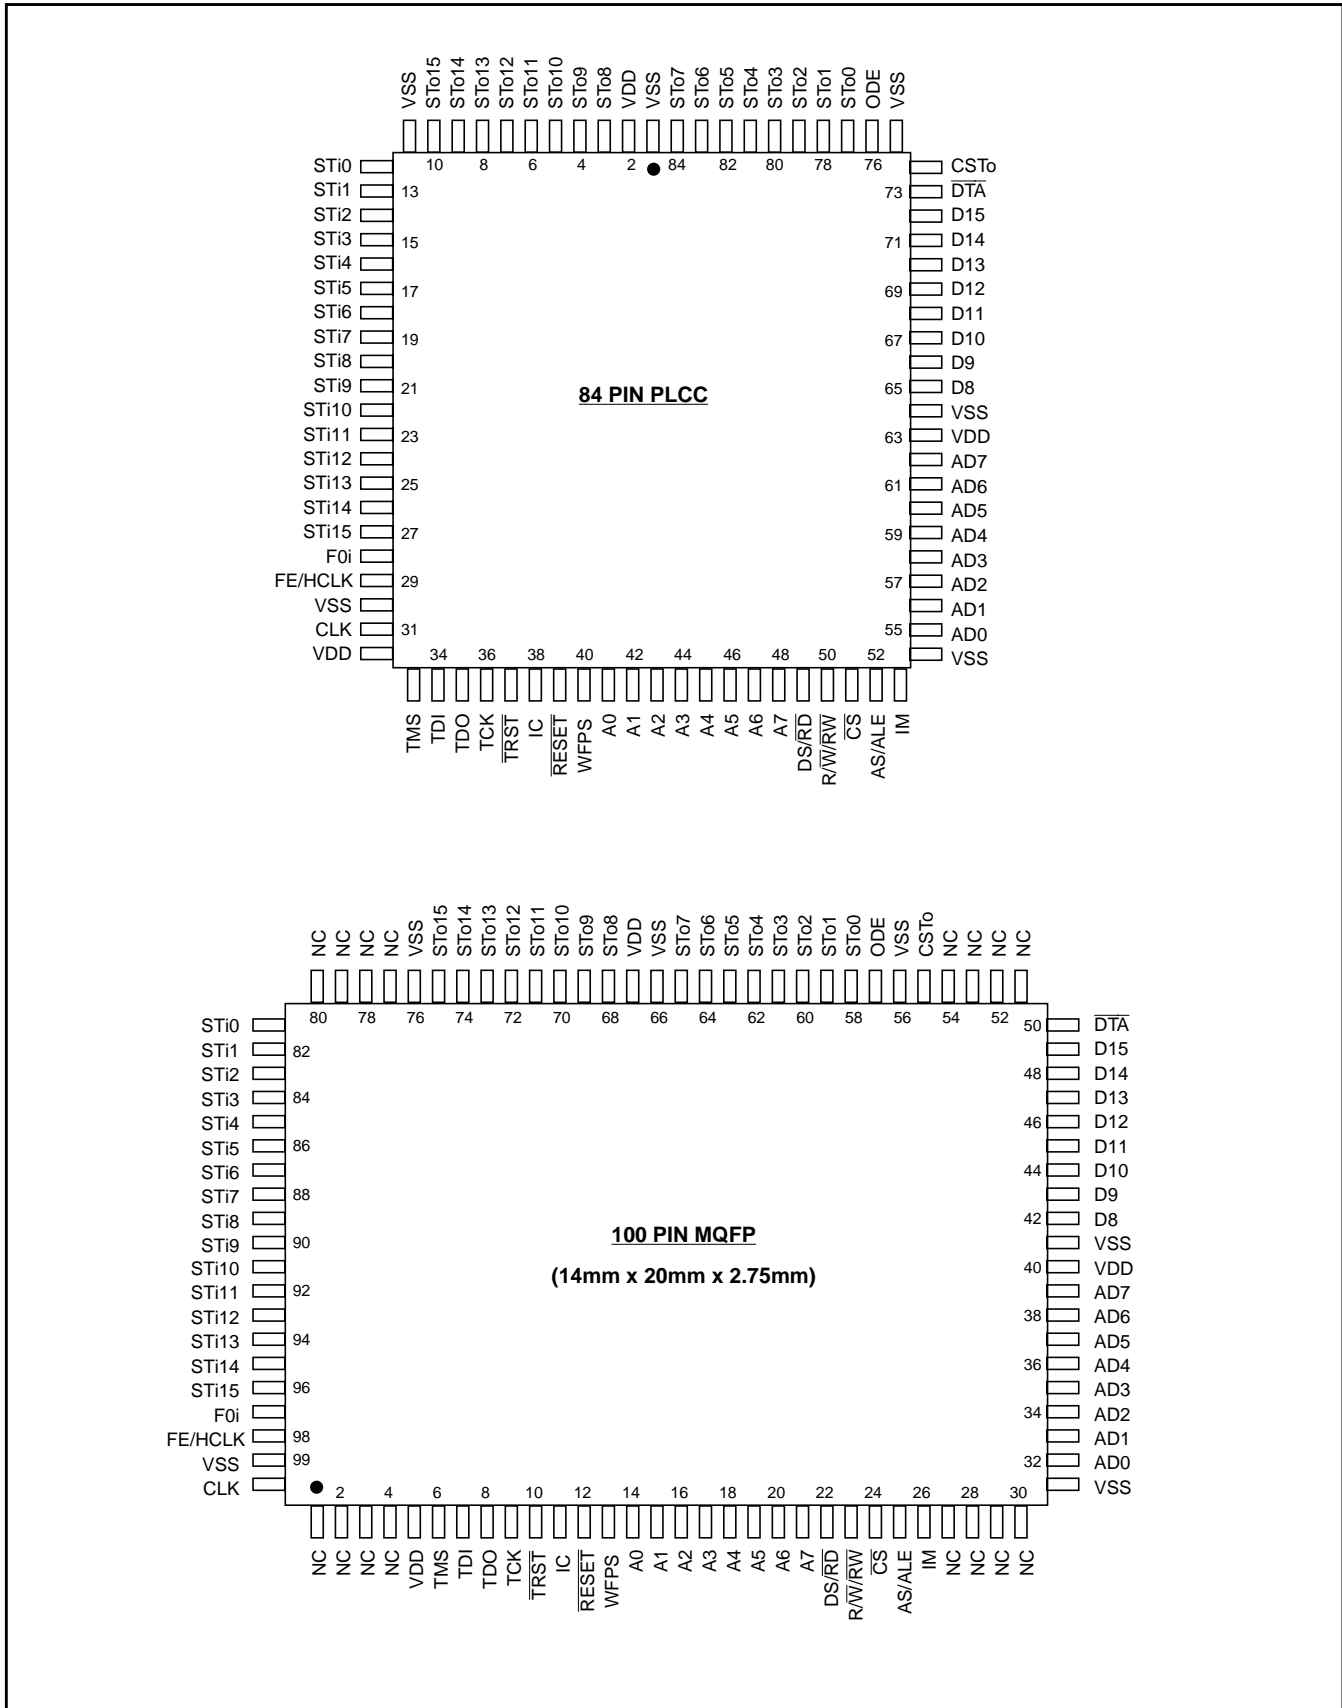 VSS STo15 STo14 STo13 STo12 STo11 STo10 STo9 STo8 VDD VSS STo7 STo6 STo5 STo4 STo3 STo2 STo1 STo0 ODE VSS
10 8 6 4 2 84 82 80 78 76
STi0 CSTo
STi1 13 73 DTA
STi2 D15
STi3 15 71 D14
STi4 D13
STi5 17 69 D12
STi6 D11
STi7 19 67 D10
STi8 D9
STi9 21 65 D8
84 PIN PLCC
STi10 VSS
STi11 23 63 VDD
STi12 AD7
STi13 25 61 AD6
STi14 AD5
STi15 27 59 AD4
F0i AD3
FE/HCLK 29 57 AD2
VSS AD1
CLK 31 55 AD0
VDD VSS
34 36 38 40 42 44 46 48 50 52
TMS TDI TDO TCK TRST IC RESET WFPS A0 A1 A2 A3 A4 A5 A6 A7 DS/RD R/W/RW CS AS/ALE IM
NC NC NC NC VSS STo15 STo14 STo13 STo12 STo11 STo10 STo9 STo8 VDD VSS STo7 STo6 STo5 STo4 STo3 STo2 STo1 STo0 ODE VSS CSTo NC NC NC NC
80 78 76 74 72 70 68 66 64 62 60 58 56 54 52
STi0 50 DTA
STi1 82 D15
STi2 48 D14
STi3 84 D13
STi4 46 D12
STi5 86 D11
STi6 44 D10
STi7 88 D9
STi8 42 D8
100 PIN MQFP
STi9 90 VSS
STi10 40 VDD
(14mm x 20mm x 2.75mm)
STi11 92 AD7
STi12 38 AD6
STi13 94 AD5
STi14 36 AD4
STi15 96 AD3
F0i 34 AD2
FE/HCLK 98 AD1
VSS 99 32 AD0
CLK VSS
2 4 6 8 10 12 14 16 18 20 22 24 26 28 30
NC NC NC NC VDD TMS TDI TDO TCK TRST IC RESET WFPS A0 A1 A2 A3 A4 A5 A6 A7 DS/RD R/W/RW CS AS/ALE IM NC NC NC NC